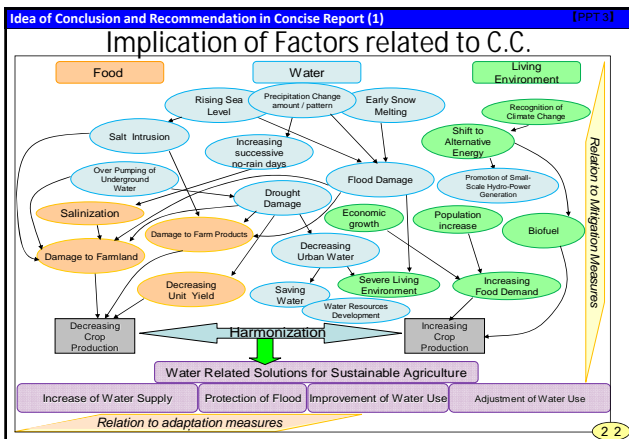 Idea of Conclusion and Recommendation in Concise Report (1)
[PPT 3]
Implication of Factors related to C.C.
Food
Water
Living
Environment
Rising Sea
Level
Precipitation Change
amount / pattern
Early Snow
Melting
Recognition of
Climate Change
Salt Intrusion
Increasing
successive
no-rain days
Shift to
Alternative
Energy
Over Pumping of
Underground
Water
Drought
Damage
Flood Damage
Promotion of Small-
Scale Hydro-Power
Generation
Salinization
Damage to Farm Products
Economic
growth
Population
increase
Biofuel
Damage to Farmland
Decreasing
Urban Water
Decreasing
Unit Yield
Saving
Water
Severe Living
Environment
Increasing
Food Demand
Water Resources
Development
Relation to Mitigation Measures
Decreasing
Crop
Production
Harmonization
Increasing
Crop
Production
Water Related Solutions for Sustainable Agriculture
Increase of Water Supply
Protection of Flood
Improvement of Water Use
Adjustment of Water Use
Relation to adaptation measures
2 2